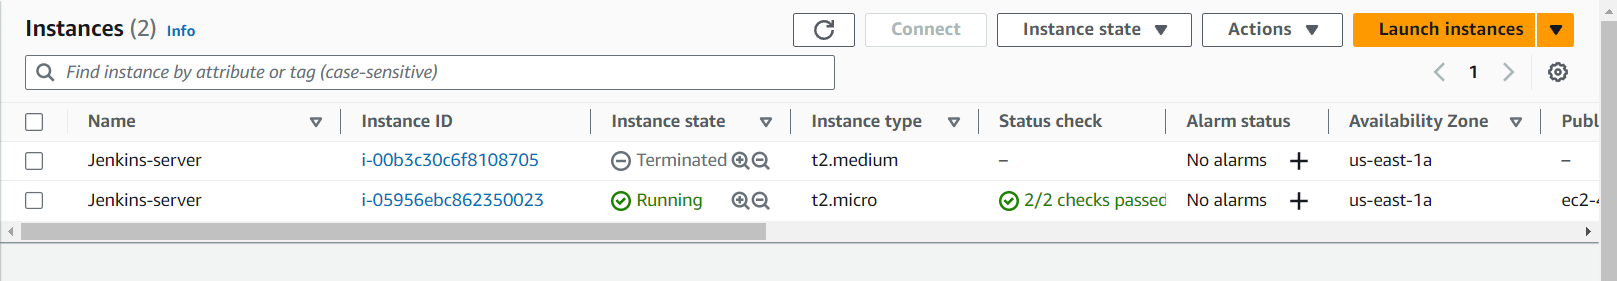 Instances (2) Info Connect Instance state Actions Launch instances
Find instance by attribute or tag (case-sensitive) 1
Name Instance ID Instance state Instance type Status check Alarm status Availability Zone Publ
Jenkins-server i-00b3c30c6f8108705 Terminated t2.medium – No alarms us-east-1a –
Jenkins-server i-05956ebc862350023 Running t2.micro 2/2 checks passed No alarms us-east-1a ec2-4